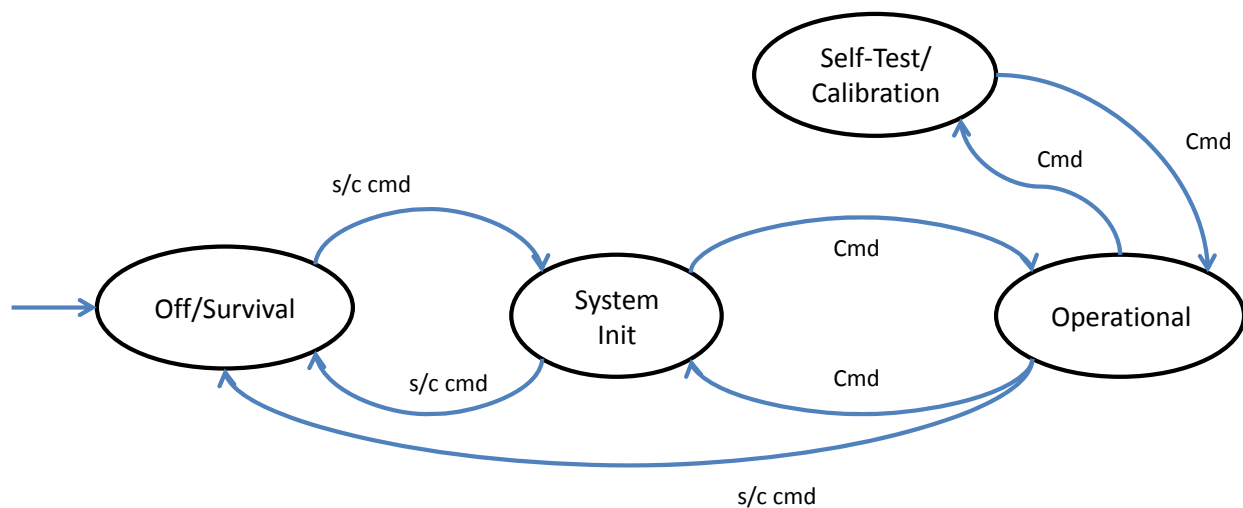 Self-Test/
Calibration
Cmd
Cmd
s/c cmd
Cmd
Off/Survival
System
Init
Operational
s/c cmd
Cmd
s/c cmd